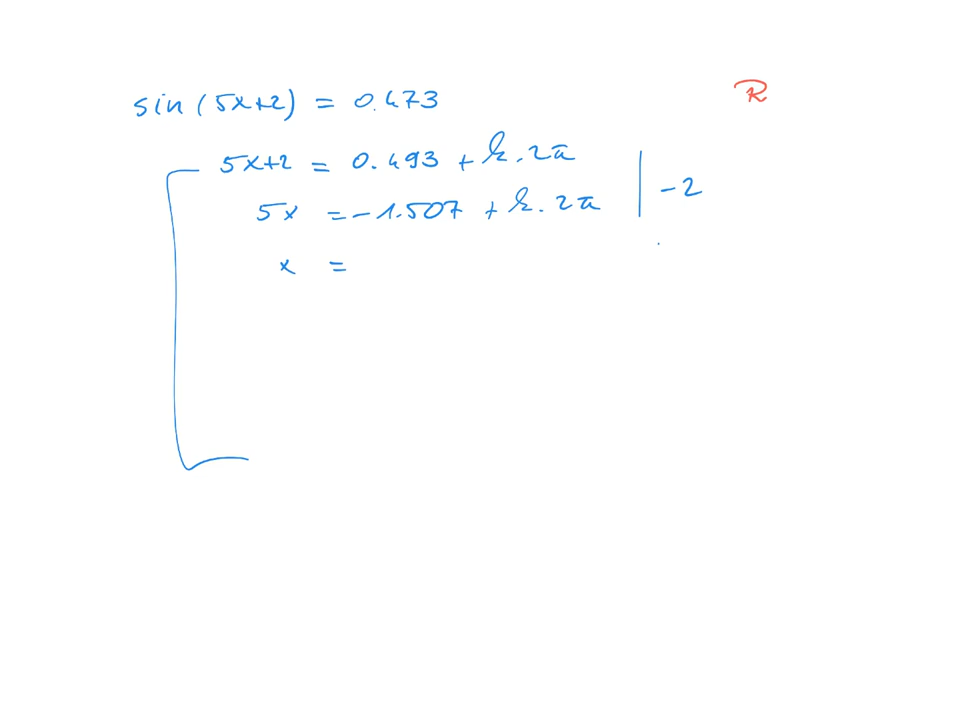 sin(5x+2) = 0.473
R
5x+2 = 0.493 + k.2π
5x = -1.507 + k.2π | -2
x =